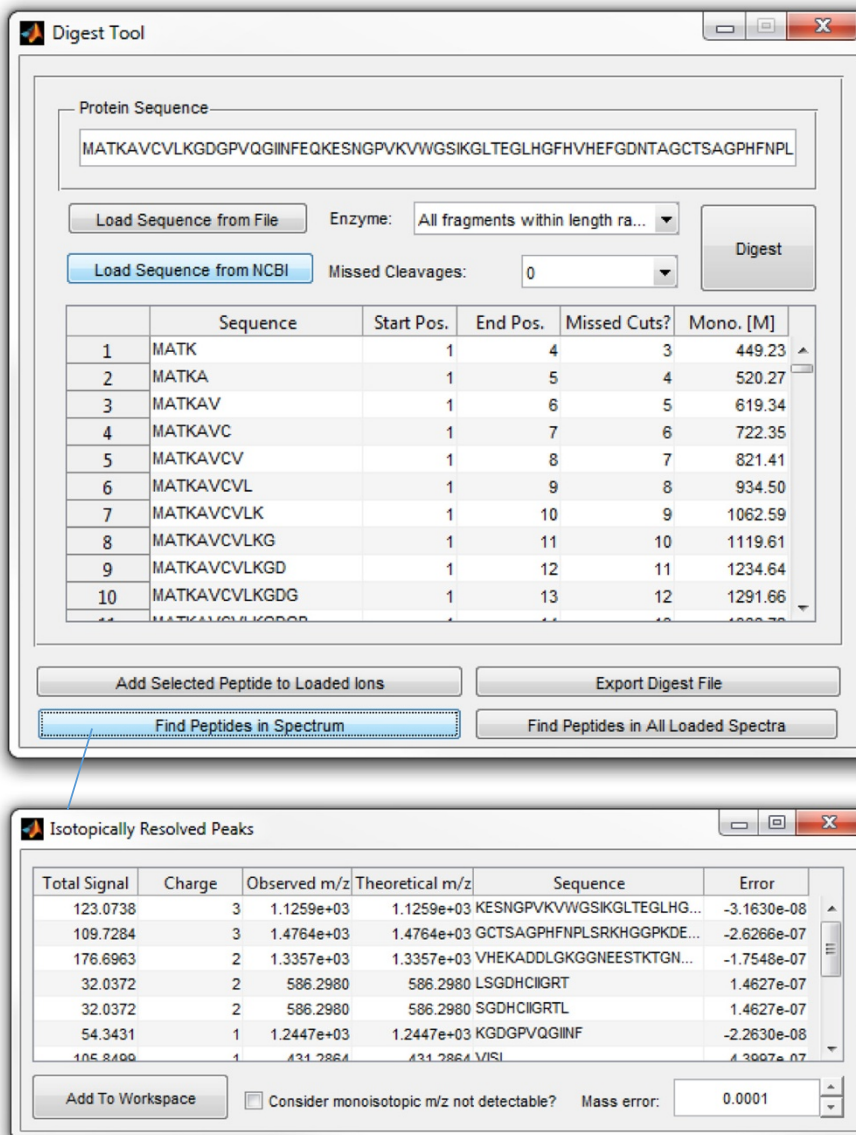 Digest Tool
Protein Sequence
MATKAVCVLKGDGPVQGIINFEQKESNGPVKVWGSIKGLTEGLHGFHVHEFGDNTAGCTSAGPHFNPL
Load Sequence from File Enzyme: All fragments within length ra...
Digest
Load Sequence from NCBI Missed Cleavages: 0
Sequence Start Pos. End Pos. Missed Cuts? Mono. [M]
1 MATK 1 4 3 449.23
2 MATKA 1 5 4 520.27
3 MATKAV 1 6 5 619.34
4 MATKAVC 1 7 6 722.35
5 MATKAVCV 1 8 7 821.41
6 MATKAVCVL 1 9 8 934.50
7 MATKAVCVLK 1 10 9 1062.59
8 MATKAVCVLKG 1 11 10 1119.61
9 MATKAVCVLKGD 1 12 11 1234.64
10 MATKAVCVLKGDG 1 13 12 1291.66
Add Selected Peptide to Loaded Ions Export Digest File
Find Peptides in Spectrum Find Peptides in All Loaded Spectra
Isotopically Resolved Peaks
Total Signal Charge Observed m/z Theoretical m/z Sequence Error
123.0738 3 1.1259e+03 1.1259e+03 KESNGPVKVWGSIKGLTEGLHG... -3.1630e-08
109.7284 3 1.4764e+03 1.4764e+03 GCTSAGPHFNPLSRKHGGPKDE... -2.6266e-07
176.6963 2 1.3357e+03 1.3357e+03 VHEKADDLGKGGNEESTKTGN... -1.7548e-07
32.0372 2 586.2980 586.2980 LSGDHCIIGRT 1.4627e-07
32.0372 2 586.2980 586.2980 SGDHCIIGRTL 1.4627e-07
54.3431 1 1.2447e+03 1.2447e+03 KGDGPVQGIINF -2.2630e-08
105.8499 1 431.2864 431.2864 VISL 4.3997e-07
Add To Workspace Consider monoisotopic m/z not detectable? Mass error: 0.0001